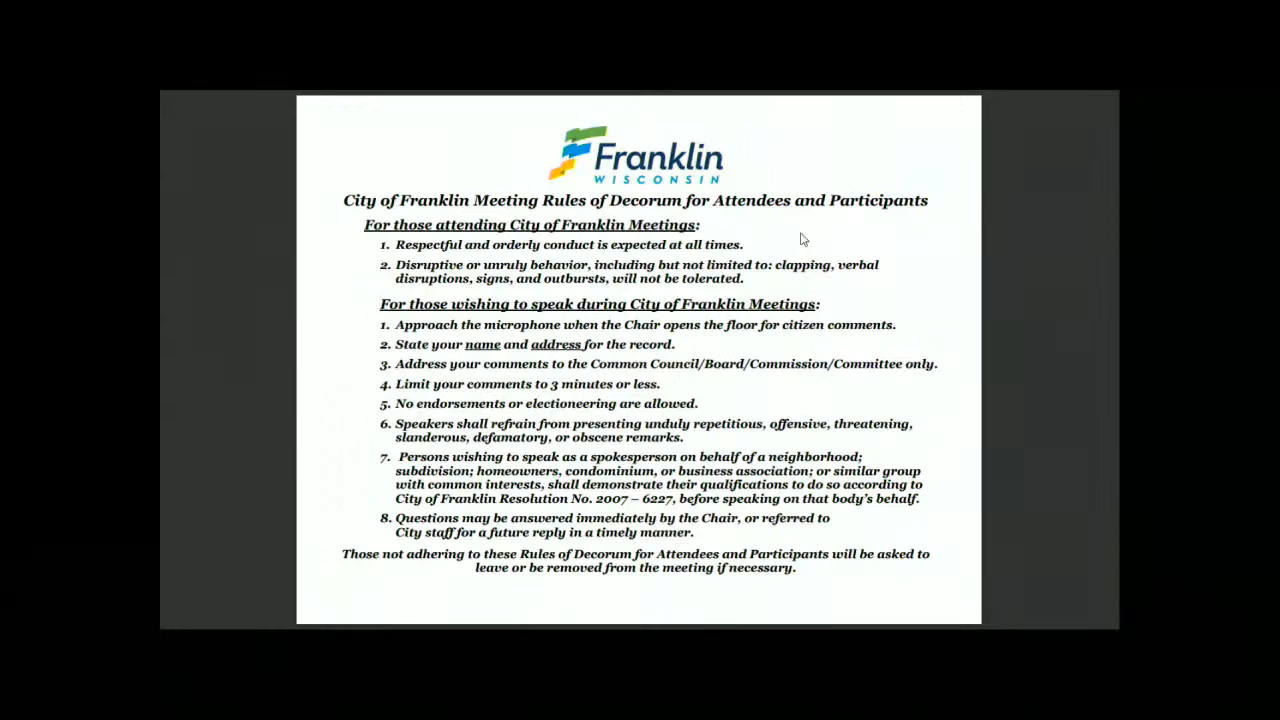 Franklin
WISCONSIN
City of Franklin Meeting Rules of Decorum for Attendees and Participants
For those attending City of Franklin Meetings:
1. Respectful and orderly conduct is expected at all times.
2. Disruptive or unruly behavior, including but not limited to: clapping, verbal
disruptions, signs, and outbursts, will not be tolerated.
For those wishing to speak during City of Franklin Meetings:
1. Approach the microphone when the Chair opens the floor for citizen comments.
2. State your name and address for the record.
3. Address your comments to the Common Council/Board/Commission/Committee only.
4. Limit your comments to 3 minutes or less.
5. No endorsements or electioneering are allowed.
6. Speakers shall refrain from presenting unduly repetitious, offensive, threatening,
slanderous, defamatory, or obscene remarks.
7. Persons wishing to speak as a spokesperson on behalf of a neighborhood;
subdivision; homeowners, condominium, or business association; or similar group
with common interests, shall demonstrate their qualifications to do so according to
City of Franklin Resolution No. 2007 – 6227, before speaking on that body's behalf.
8. Questions may be answered immediately by the Chair, or referred to
City staff for a future reply in a timely manner.
Those not adhering to these Rules of Decorum for Attendees and Participants will be asked to
leave or be removed from the meeting if necessary.